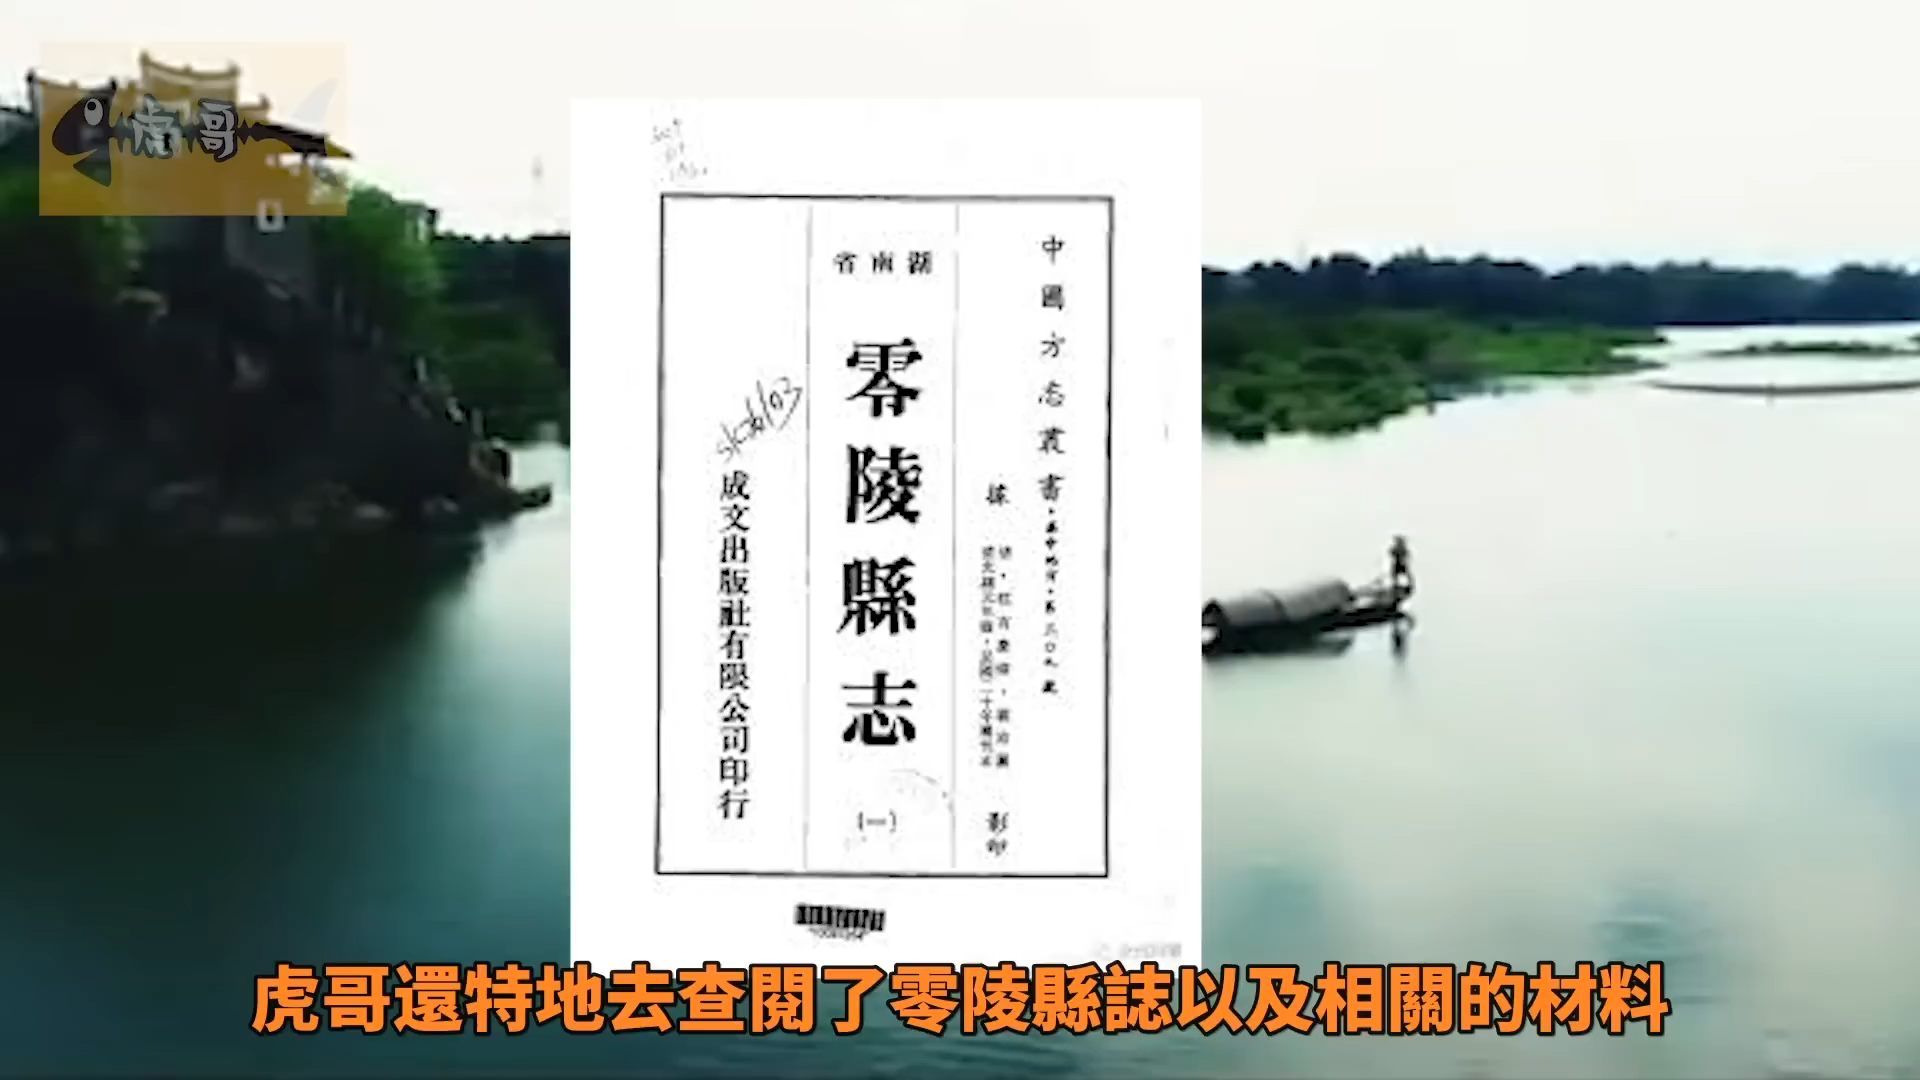 虎哥
中國方志叢書
據
影印
湖南省
零陵縣志
(一)
成文出版社有限公司印行
虎哥還特地去查閱了零陵縣誌以及相關的材料